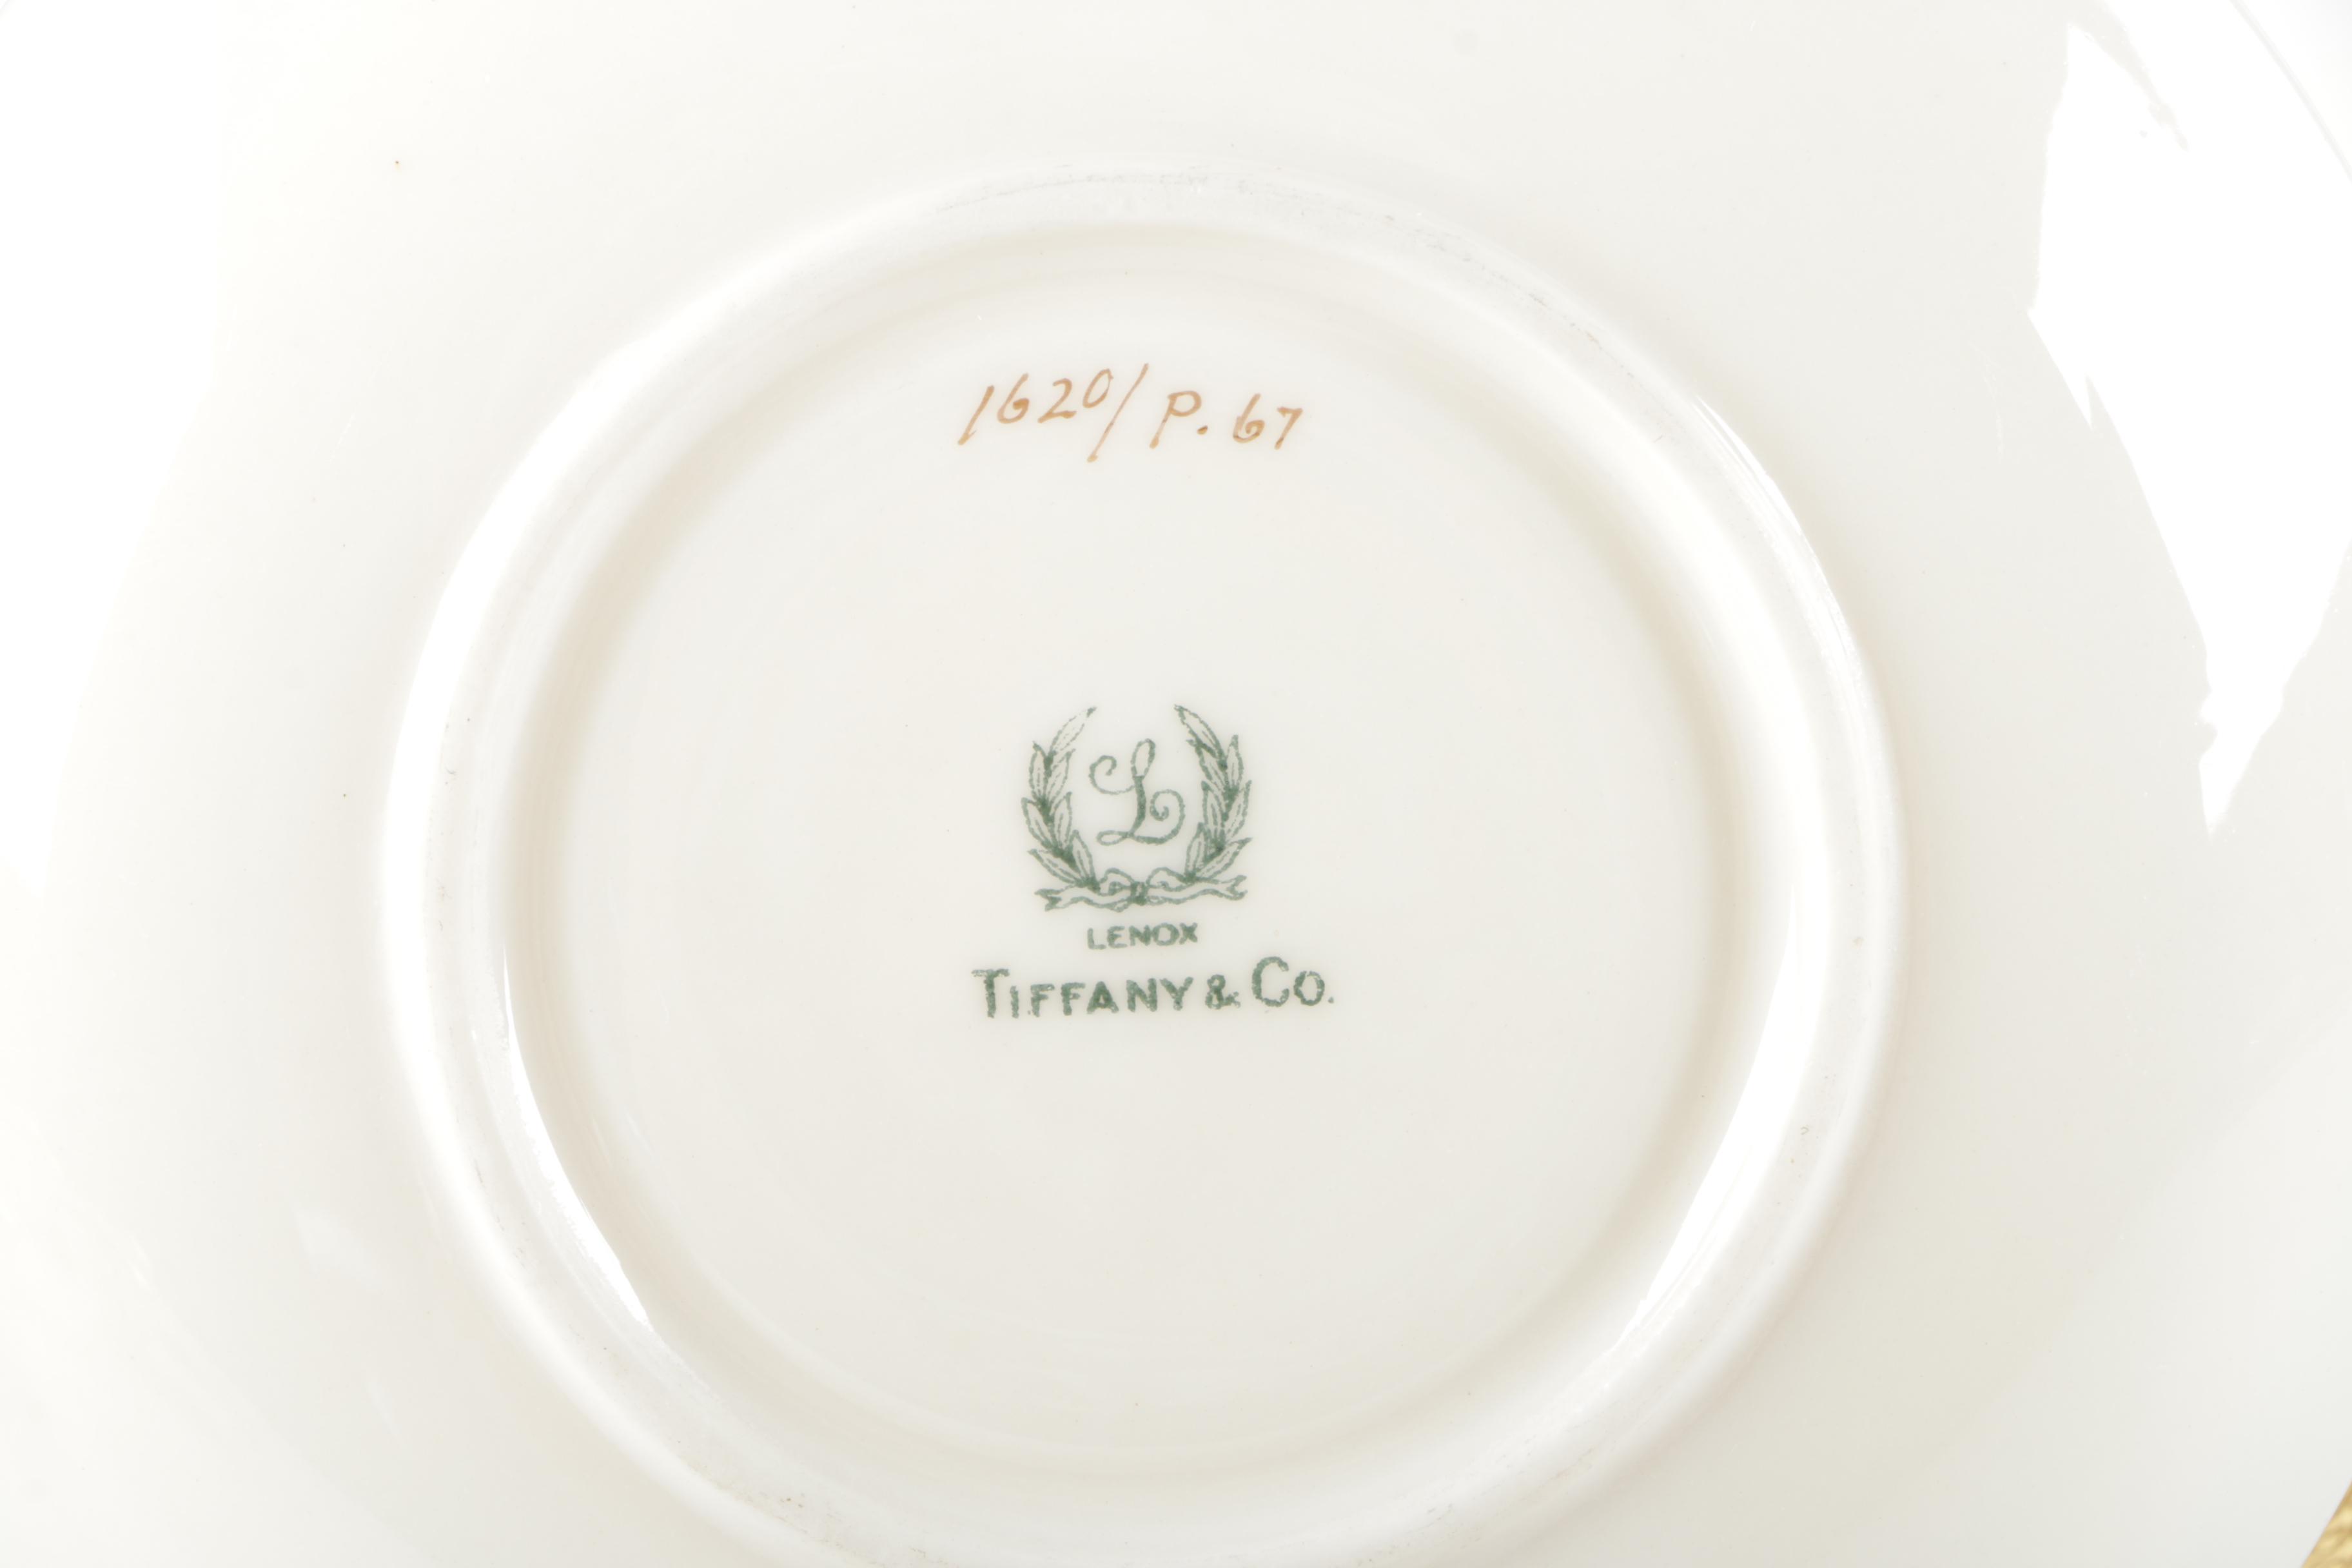 1620/P.67
L
LENOX
TIFFANY & CO.